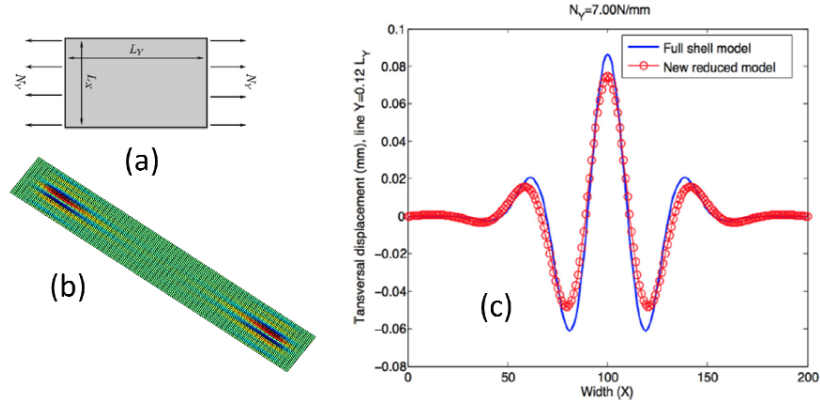 N_Y=7.00N/mm
L_Y
L_X
N_Y
N_Y
(a)
(b)
(c)
Tansversal displacement (mm), line Y=0.12 L_Y
0.1
0.08
0.06
0.04
0.02
0
−0.02
−0.04
−0.06
−0.08
Full shell model
New reduced model
0 50 100 150 200
Width (X)